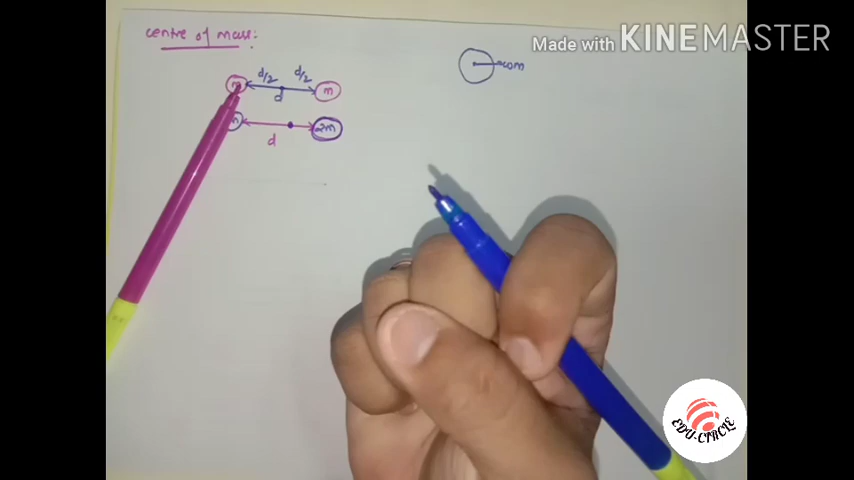 centre of mass:
Made with KINEMASTER
d/2 d/2
m d m
com
2m
d
EDU-CIRCLE